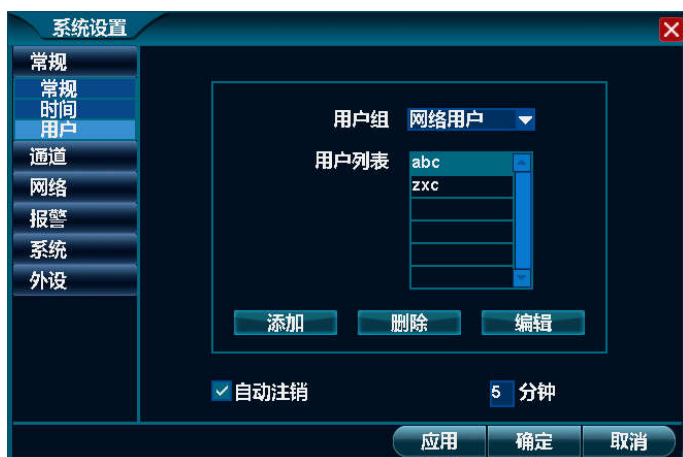 系统设置
常规
常规
时间
用户
通道
网络
报警
系统
外设
用户组 网络用户
用户列表 abc
zxc
添加 删除 编辑
自动注销 5 分钟
应用 确定 取消